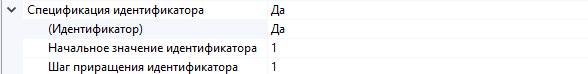 Спецификация идентификатора Да
(Идентификатор) Да
Начальное значение идентификатора 1
Шаг приращения идентификатора 1